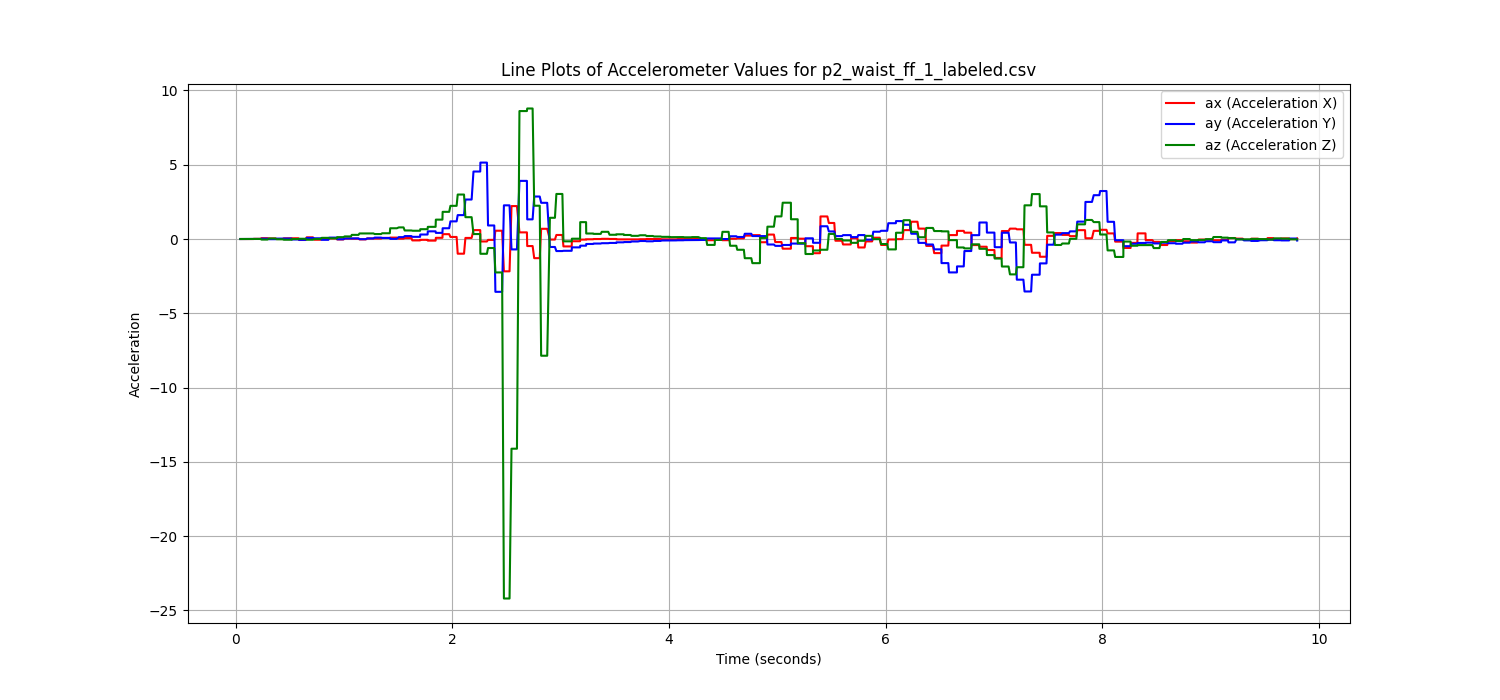 Line Plots of Accelerometer Values for p2_waist_ff_1_labeled.csv
ax (Acceleration X)
ay (Acceleration Y)
az (Acceleration Z)
10
5
0
−5
−10
−15
−20
−25
Acceleration
0 2 4 6 8 10
Time (seconds)